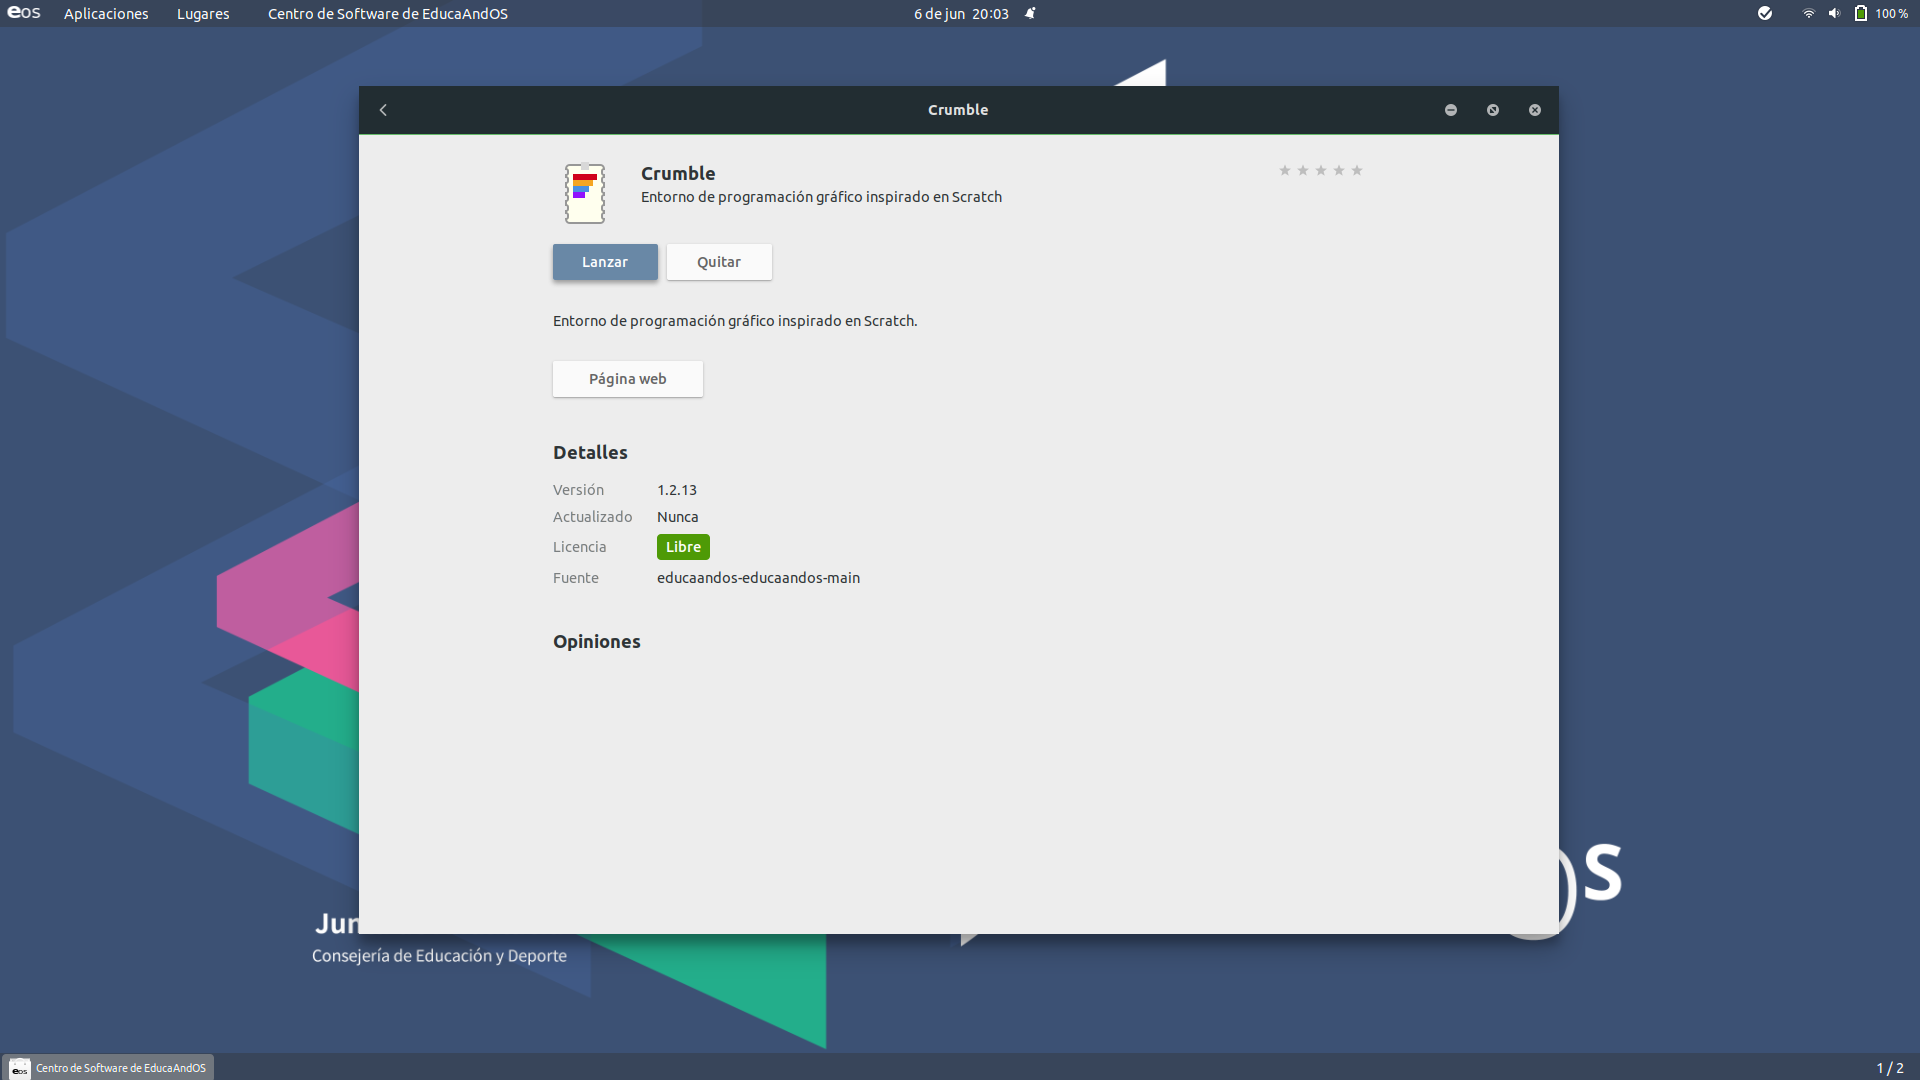 eos Aplicaciones Lugares Centro de Software de EducaAndOS 6 de jun 20:03 100 %
Crumble
Crumble
Entorno de programación gráfico inspirado en Scratch
Lanzar Quitar
Entorno de programación gráfico inspirado en Scratch.
Página web
Detalles
Versión 1.2.13
Actualizado Nunca
Licencia Libre
Fuente educaandos-educaandos-main
Opiniones
Jun
Consejería de Educación y Deporte
OS
eos Centro de Software de EducaAndOS 1 / 2